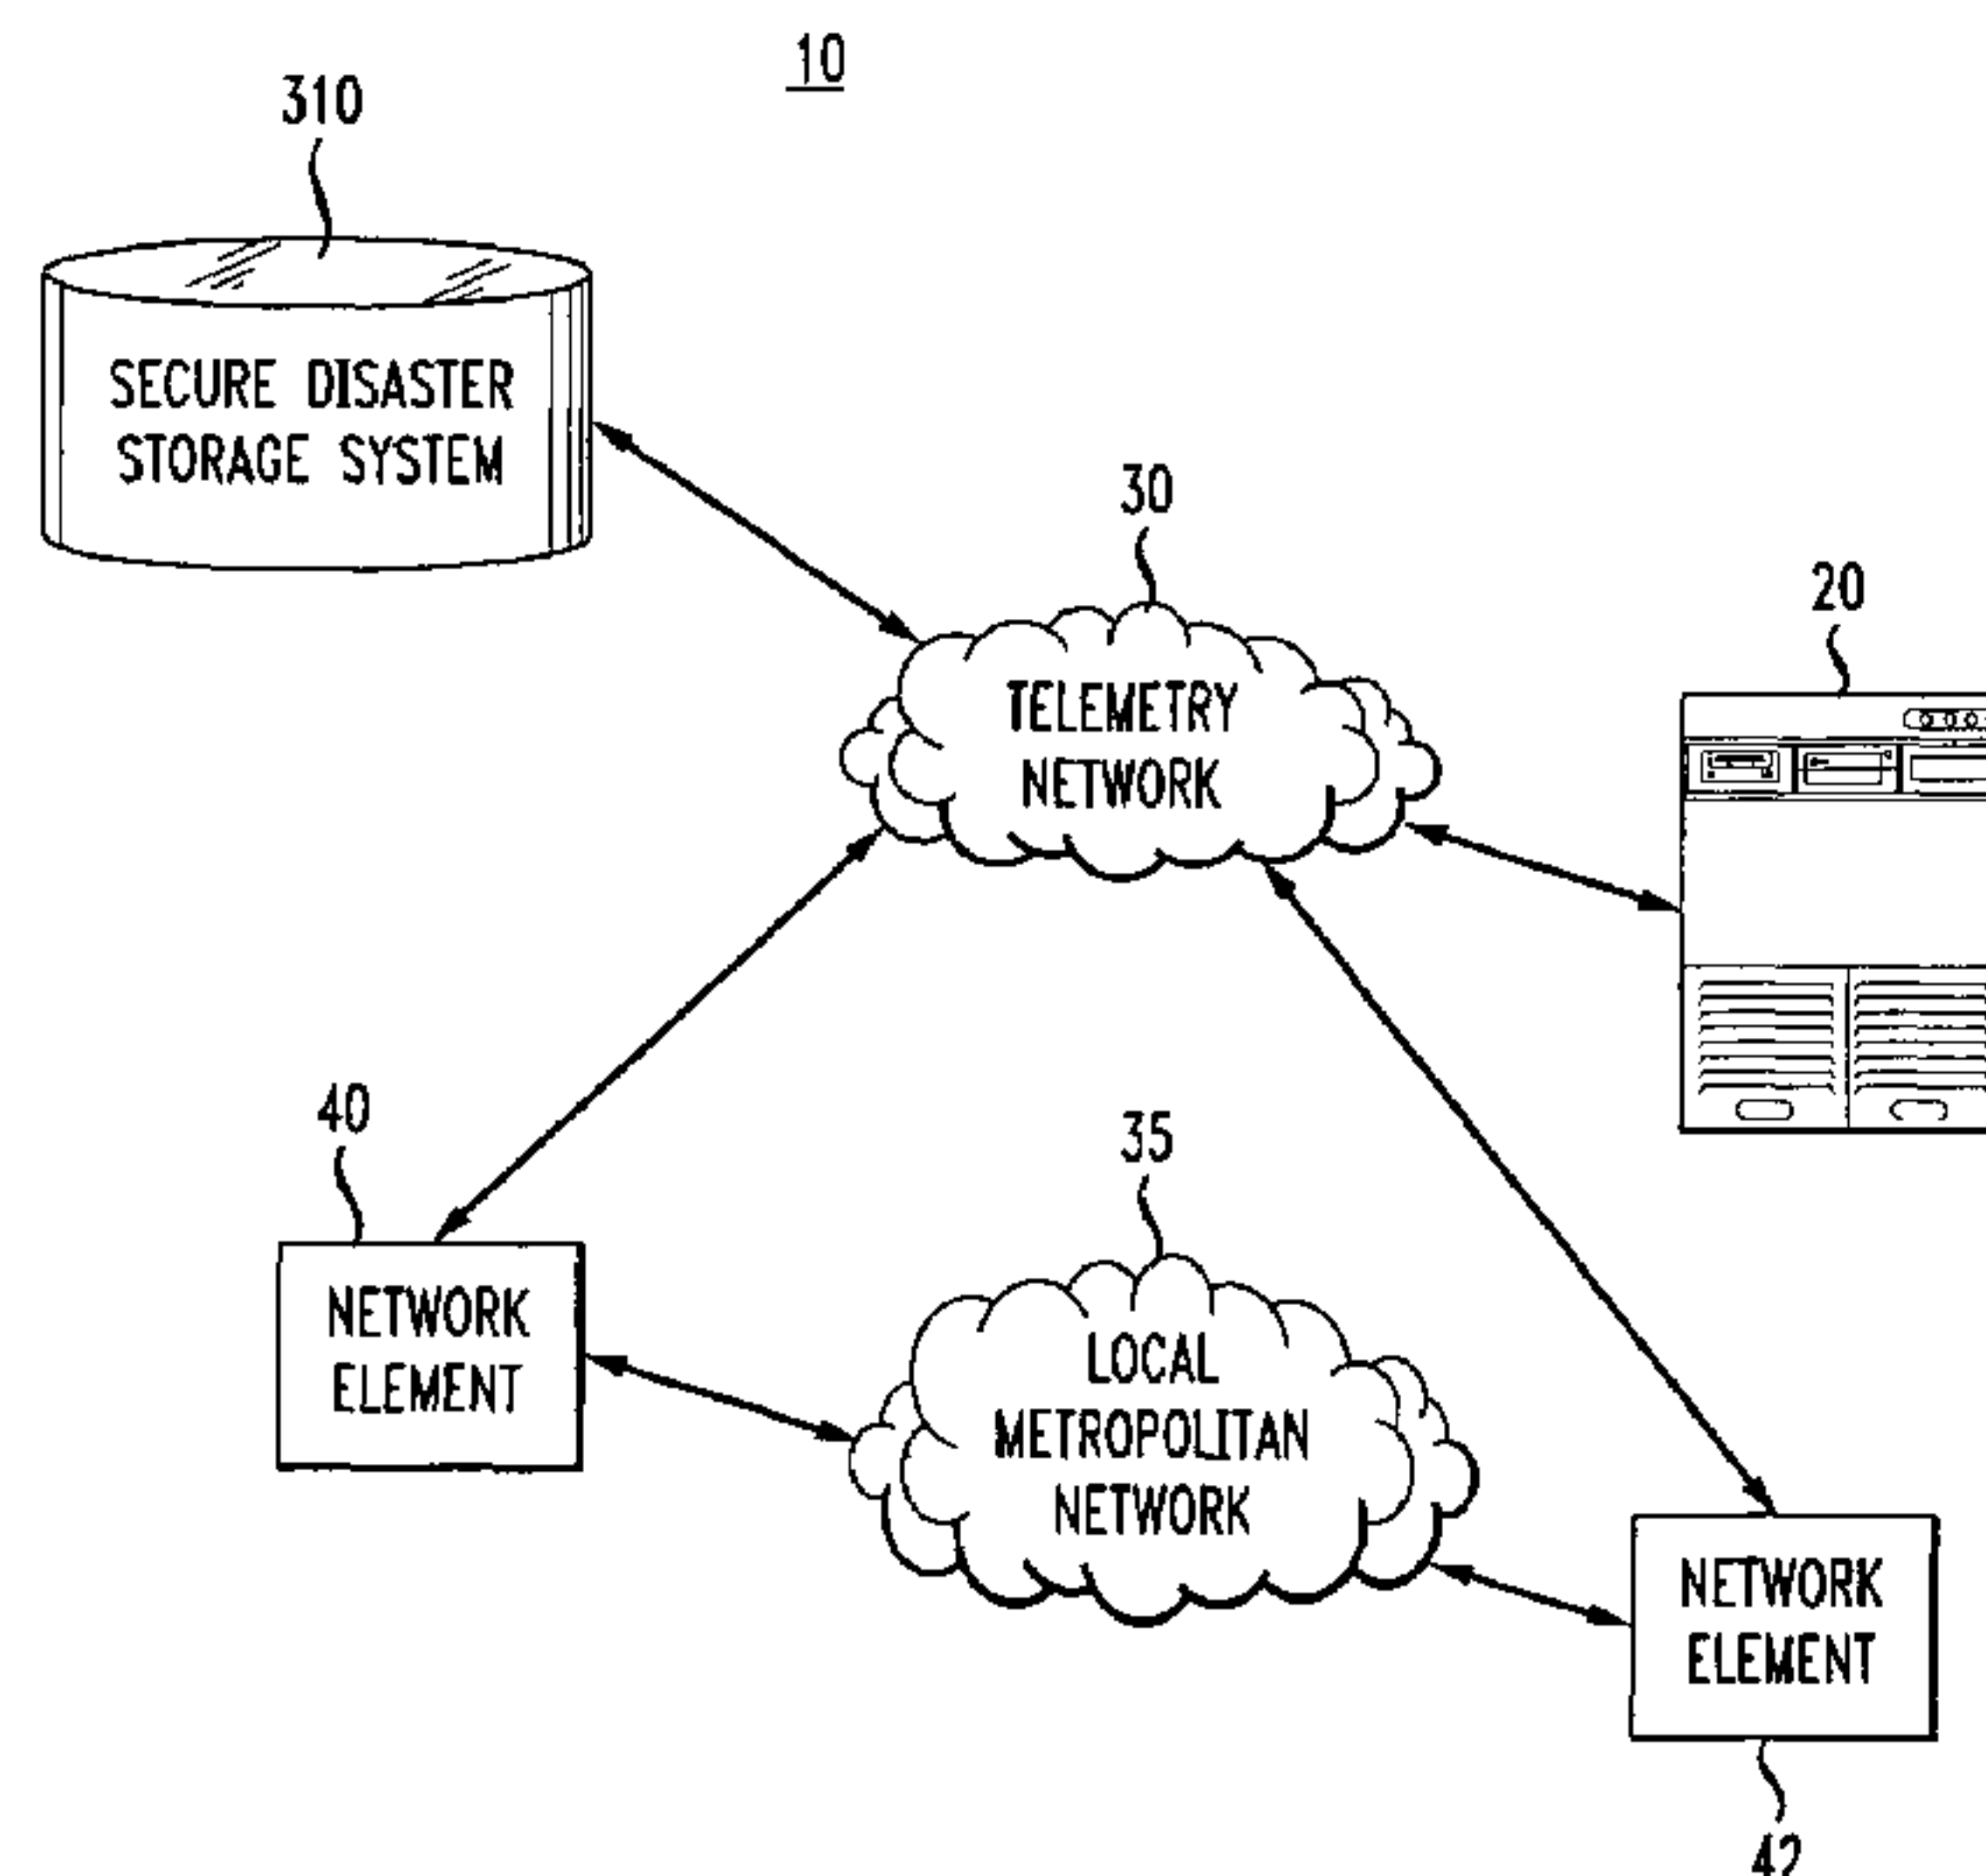 10
310
SECURE DISASTER
STORAGE SYSTEM
30
TELEMETRY
NETWORK
20
40
NETWORK
ELEMENT
35
LOCAL
METROPOLITAN
NETWORK
NETWORK
ELEMENT
42